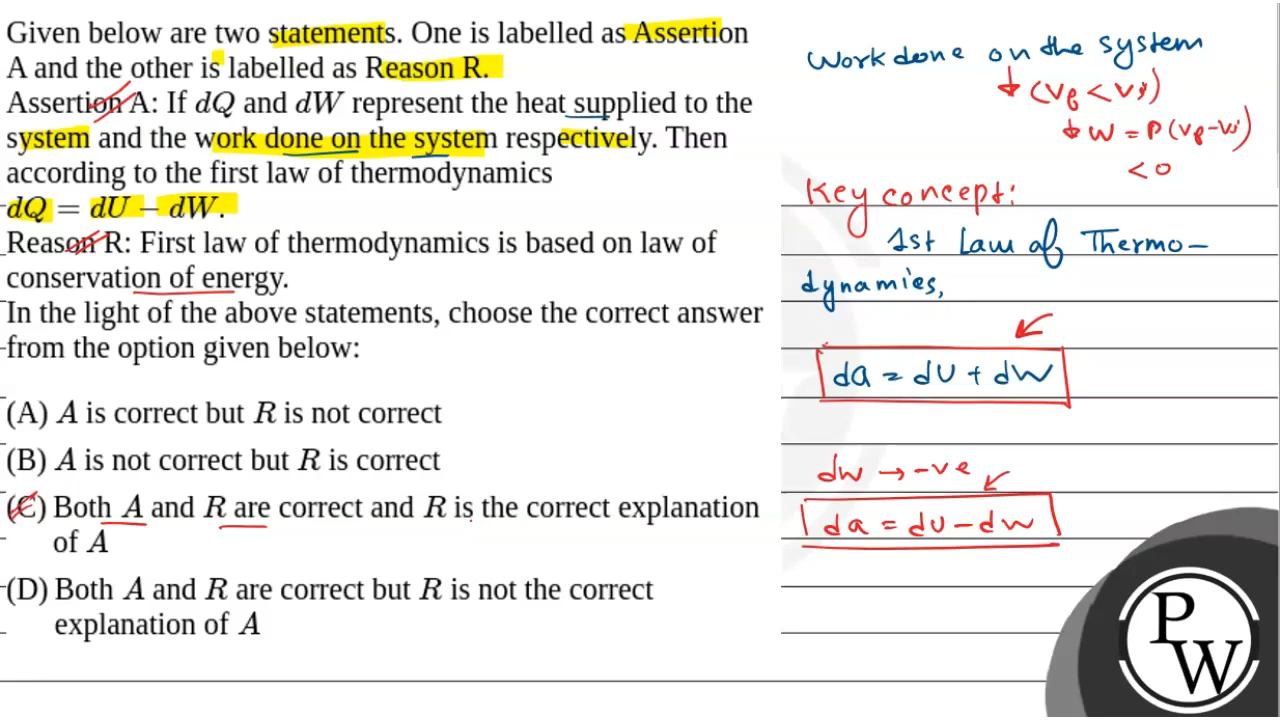 Given below are two statements. One is labelled as Assertion
A and the other is labelled as Reason R.
Assertion A: If dQ and dW represent the heat supplied to the
system and the work done on the system respectively. Then
according to the first law of thermodynamics
dQ = dU − dW.
Reason R: First law of thermodynamics is based on law of
conservation of energy.
In the light of the above statements, choose the correct answer
from the option given below:
(A) A is correct but R is not correct
(B) A is not correct but R is correct
(C) Both A and R are correct and R is the correct explanation
of A
(D) Both A and R are correct but R is not the correct
explanation of A
Work done on the system
(Vf < Vi)
W = P(Vf - Vi)
< 0
Key concept:
1st Law of Thermo-
dynamics,
dQ = dU + dW
dW → -ve
dQ = dU - dW
PW